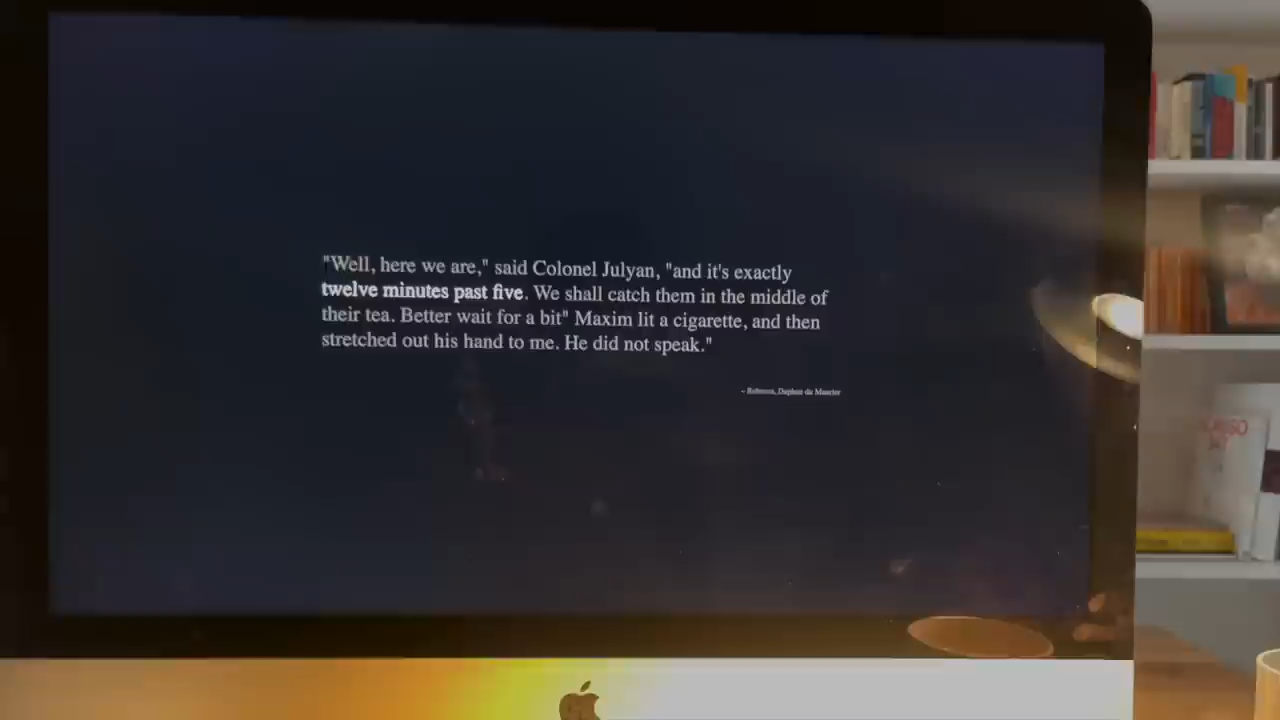 "Well, here we are," said Colonel Julyan, "and it's exactly
twelve minutes past five. We shall catch them in the middle of
their tea. Better wait for a bit" Maxim lit a cigarette, and then
stretched out his hand to me. He did not speak."
– Rebecca, Daphne du Maurier